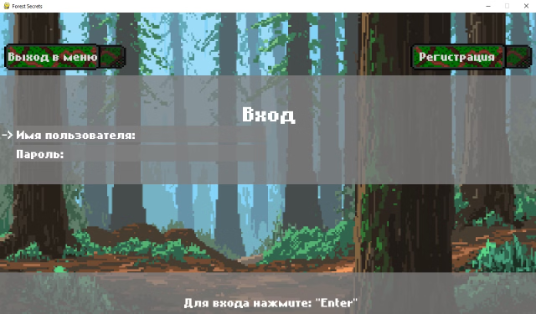 Forest Secrets
Выход в меню
Регистрация
Вход
-> Имя пользователя:
Пароль:
Для входа нажмите: "Enter"